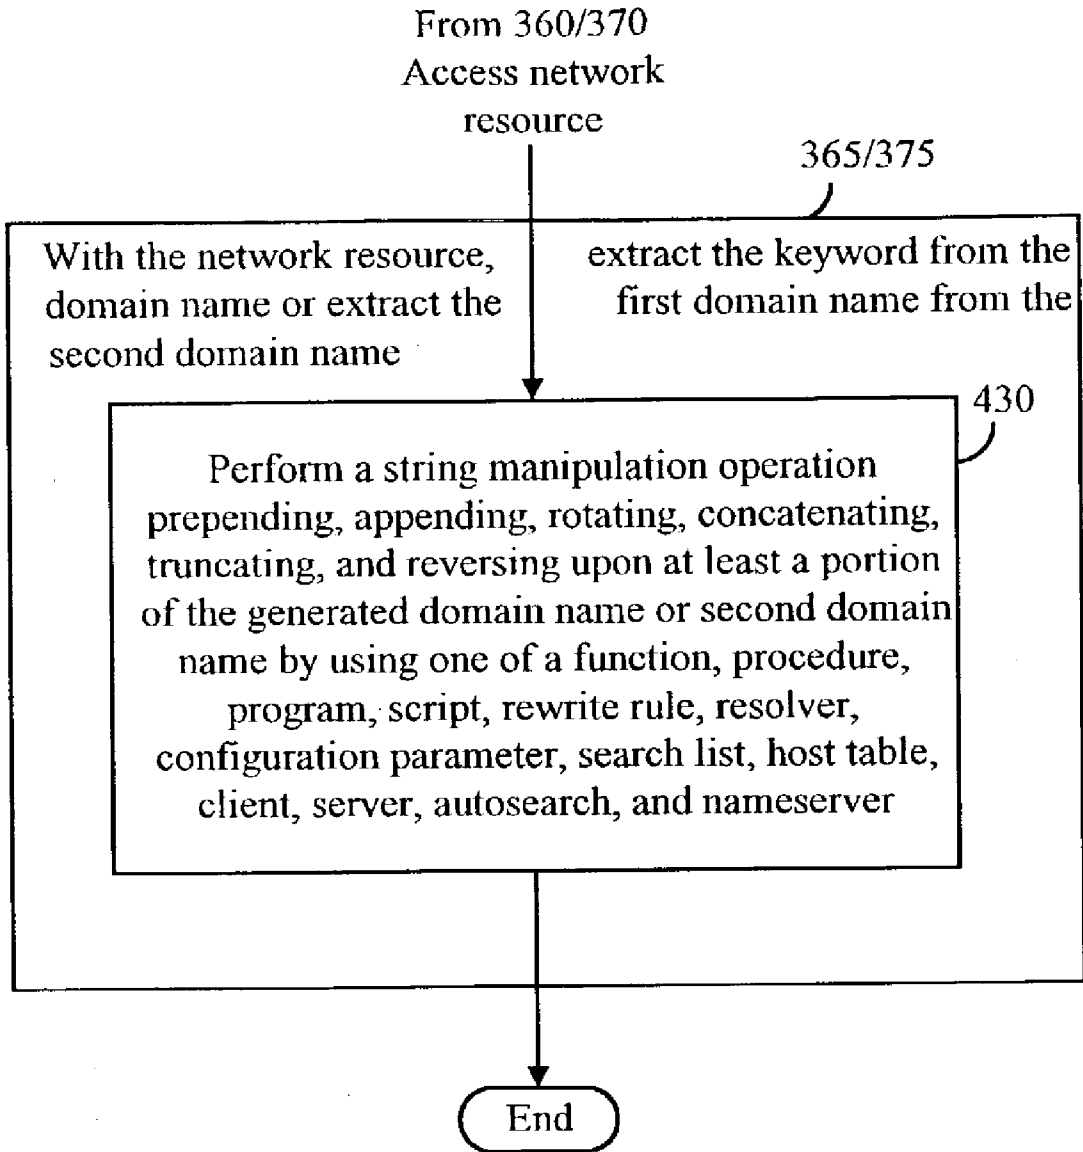 From 360/370
Access network
resource
365/375
With the network resource, extract the keyword from the
domain name or extract the first domain name from the
second domain name
430
Perform a string manipulation operation
prepending, appending, rotating, concatenating,
truncating, and reversing upon at least a portion
of the generated domain name or second domain
name by using one of a function, procedure,
program, script, rewrite rule, resolver,
configuration parameter, search list, host table,
client, server, autosearch, and nameserver
End